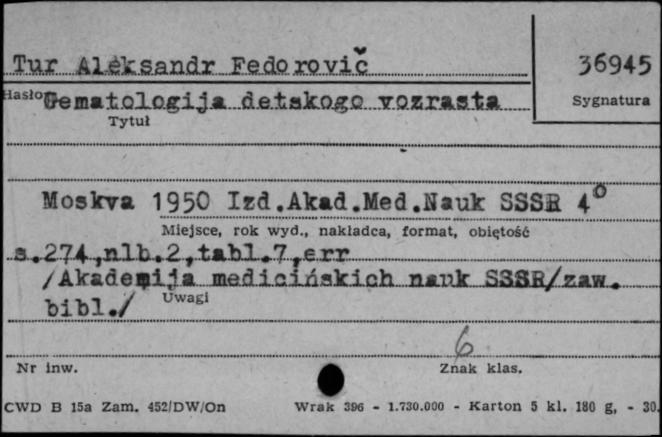 Tur Aleksandr Fedorovič
36945
Hasło
Gematologija detskogo vozrasta
Sygnatura
Tytuł
Moskva 1950 Izd.Akad.Med.Nauk SSSR 4°
Miejsce, rok wyd., nakładca, format, objętość
s.274,nlb.2,tabl.7,err
/Akademija medicińskich nauk SSSR/zaw.
Uwagi
bibl./
6
Nr inw.
Znak klas.
CWD B 15a Zam. 452/DW/On
Wrak 396 - 1.730.000 - Karton 5 kl. 180 g, - 30.